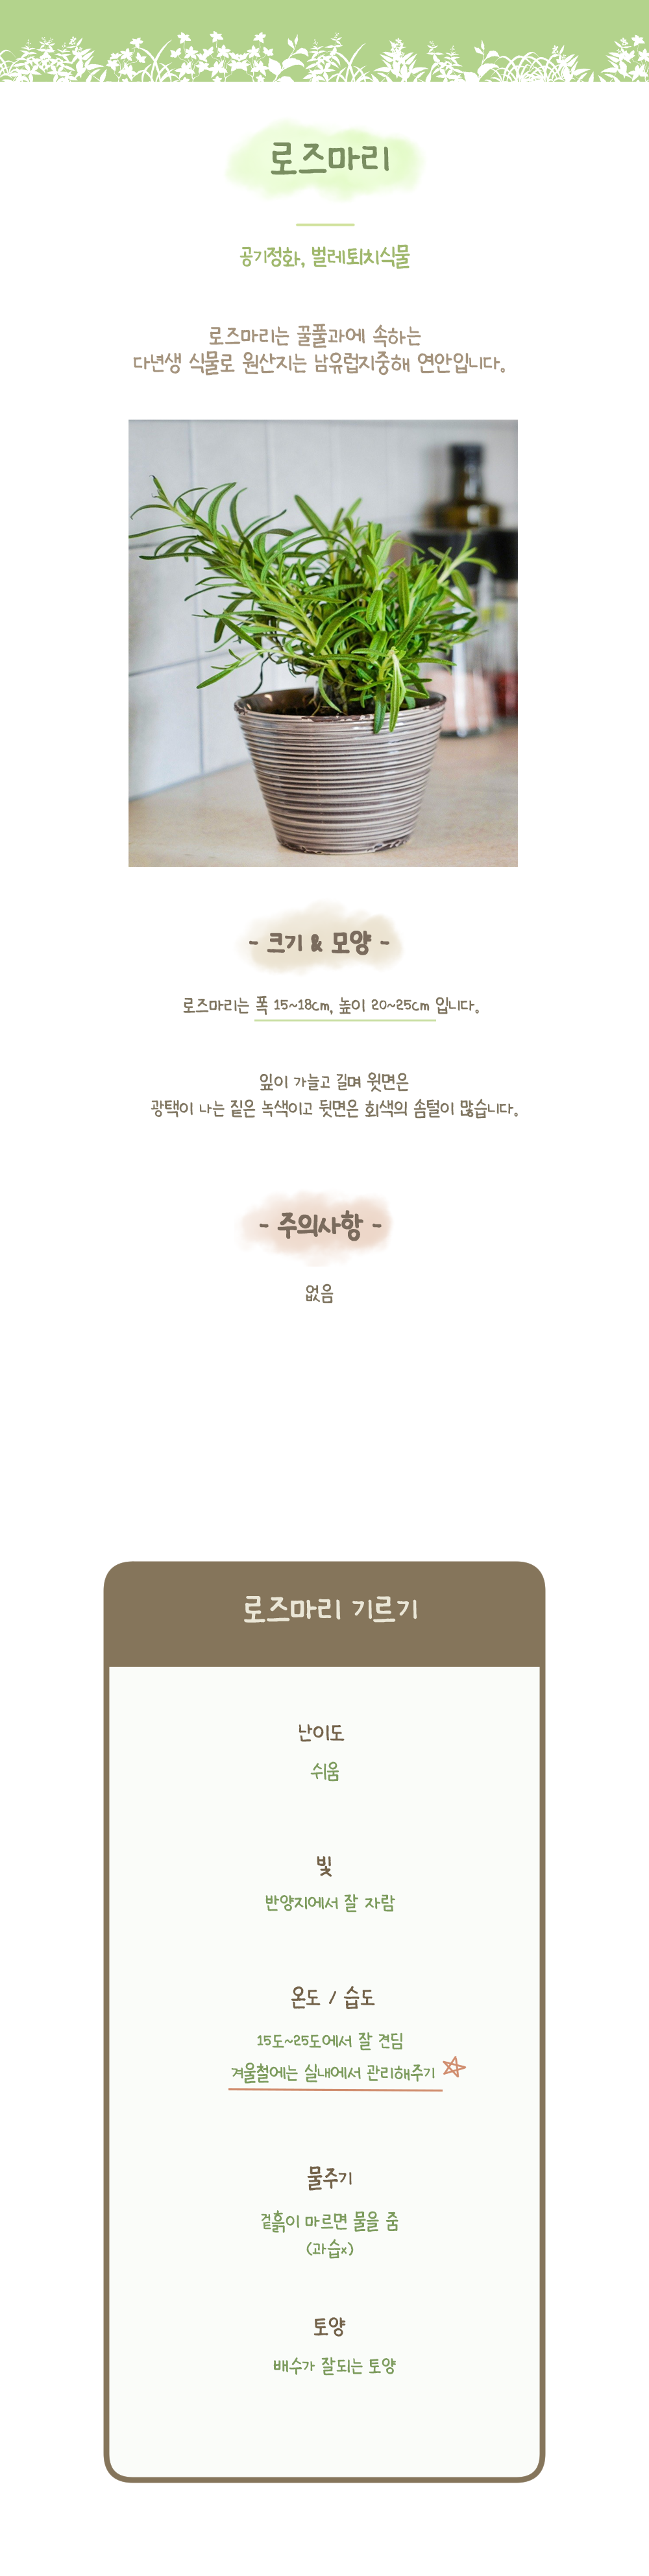 로즈마리
공기정화, 벌레퇴치식물
로즈마리는 꿀풀과에 속하는
다년생 식물로 원산지는 남유럽지중해 연안입니다.
- 크기 & 모양 -
로즈마리는 폭 15~18cm, 높이 20~25cm 입니다.
잎이 가늘고 길며 윗면은
광택이 나는 짙은 녹색이고 뒷면은 회색의 솜털이 많습니다.
- 주의사항 -
없음
로즈마리 기르기
난이도
쉬움
빛
반양지에서 잘 자람
온도 / 습도
15도~25도에서 잘 견딤
겨울철에는 실내에서 관리해주기
물주기
겉흙이 마르면 물을 줌
(과습x)
토양
배수가 잘되는 토양